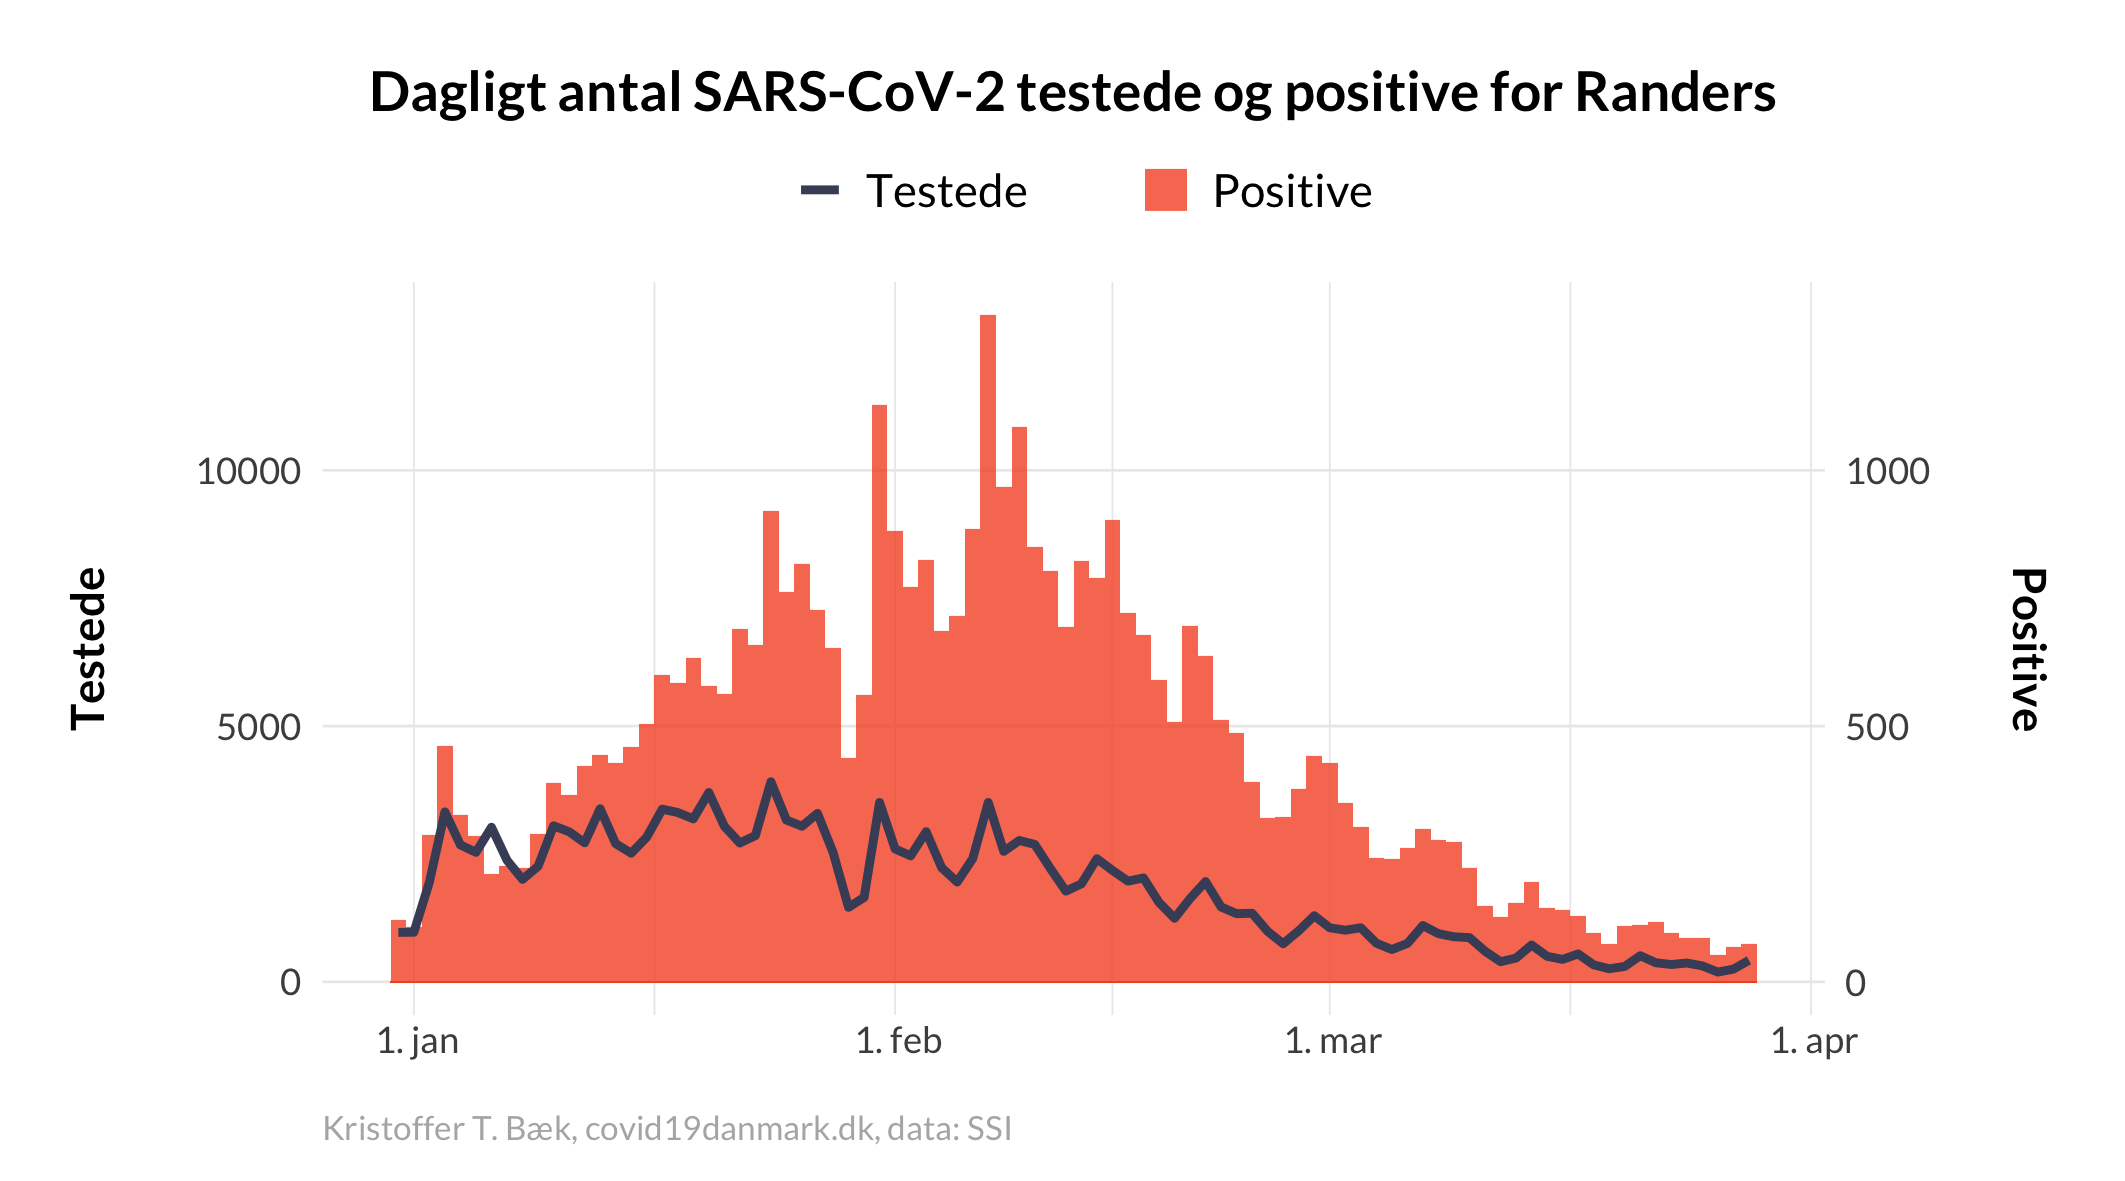 Dagligt antal SARS-CoV-2 testede og positive for Randers
Testede
Positive
10000
5000
0
Testede
1000
500
0
Positive
1. jan
1. feb
1. mar
1. apr
Kristoffer T. Bæk, covid19danmark.dk, data: SSI